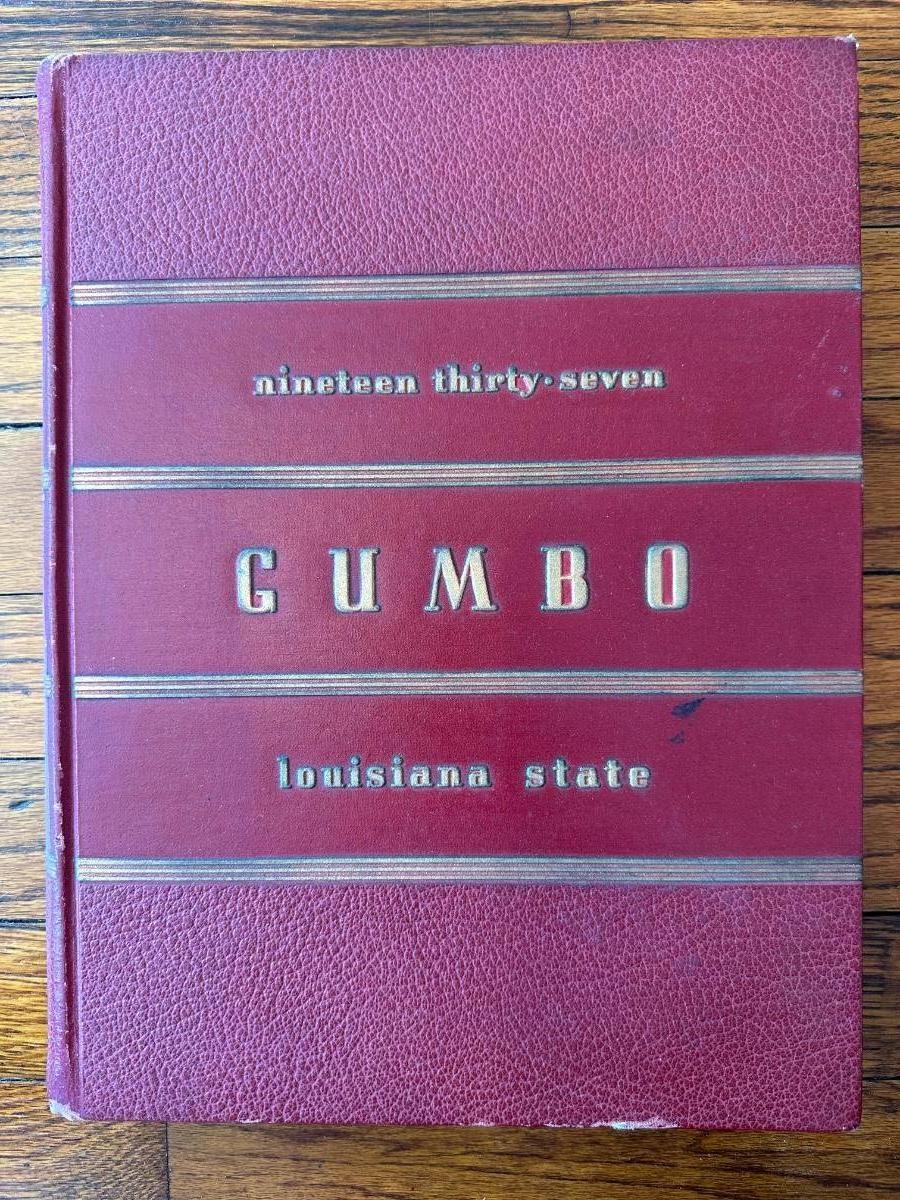 nineteen thirty·seven
GUMBO
louisiana state